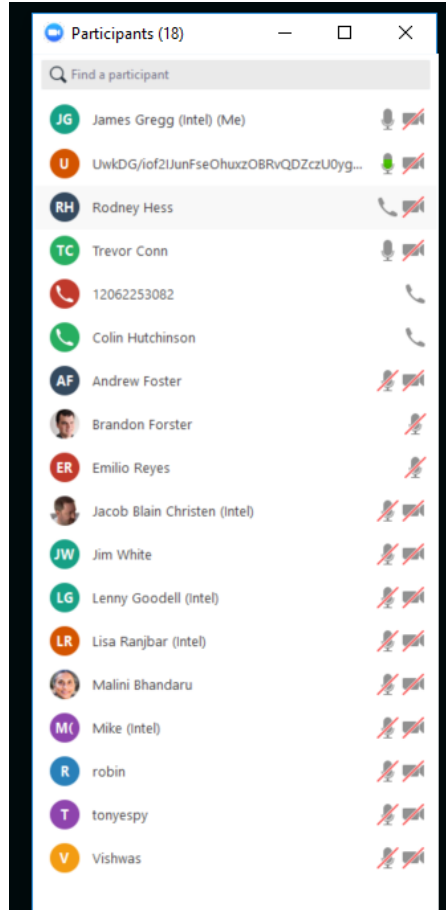 Participants (18)
Find a participant
JG James Gregg (Intel) (Me)
U UwkDG/iof2IJunFseOhuxzOBRvQDZczU0yg...
RH Rodney Hess
TC Trevor Conn
12062253082
Colin Hutchinson
AF Andrew Foster
Brandon Forster
ER Emilio Reyes
Jacob Blain Christen (Intel)
JW Jim White
LG Lenny Goodell (Intel)
LR Lisa Ranjbar (Intel)
Malini Bhandaru
M( Mike (Intel)
R robin
T tonyespy
V Vishwas